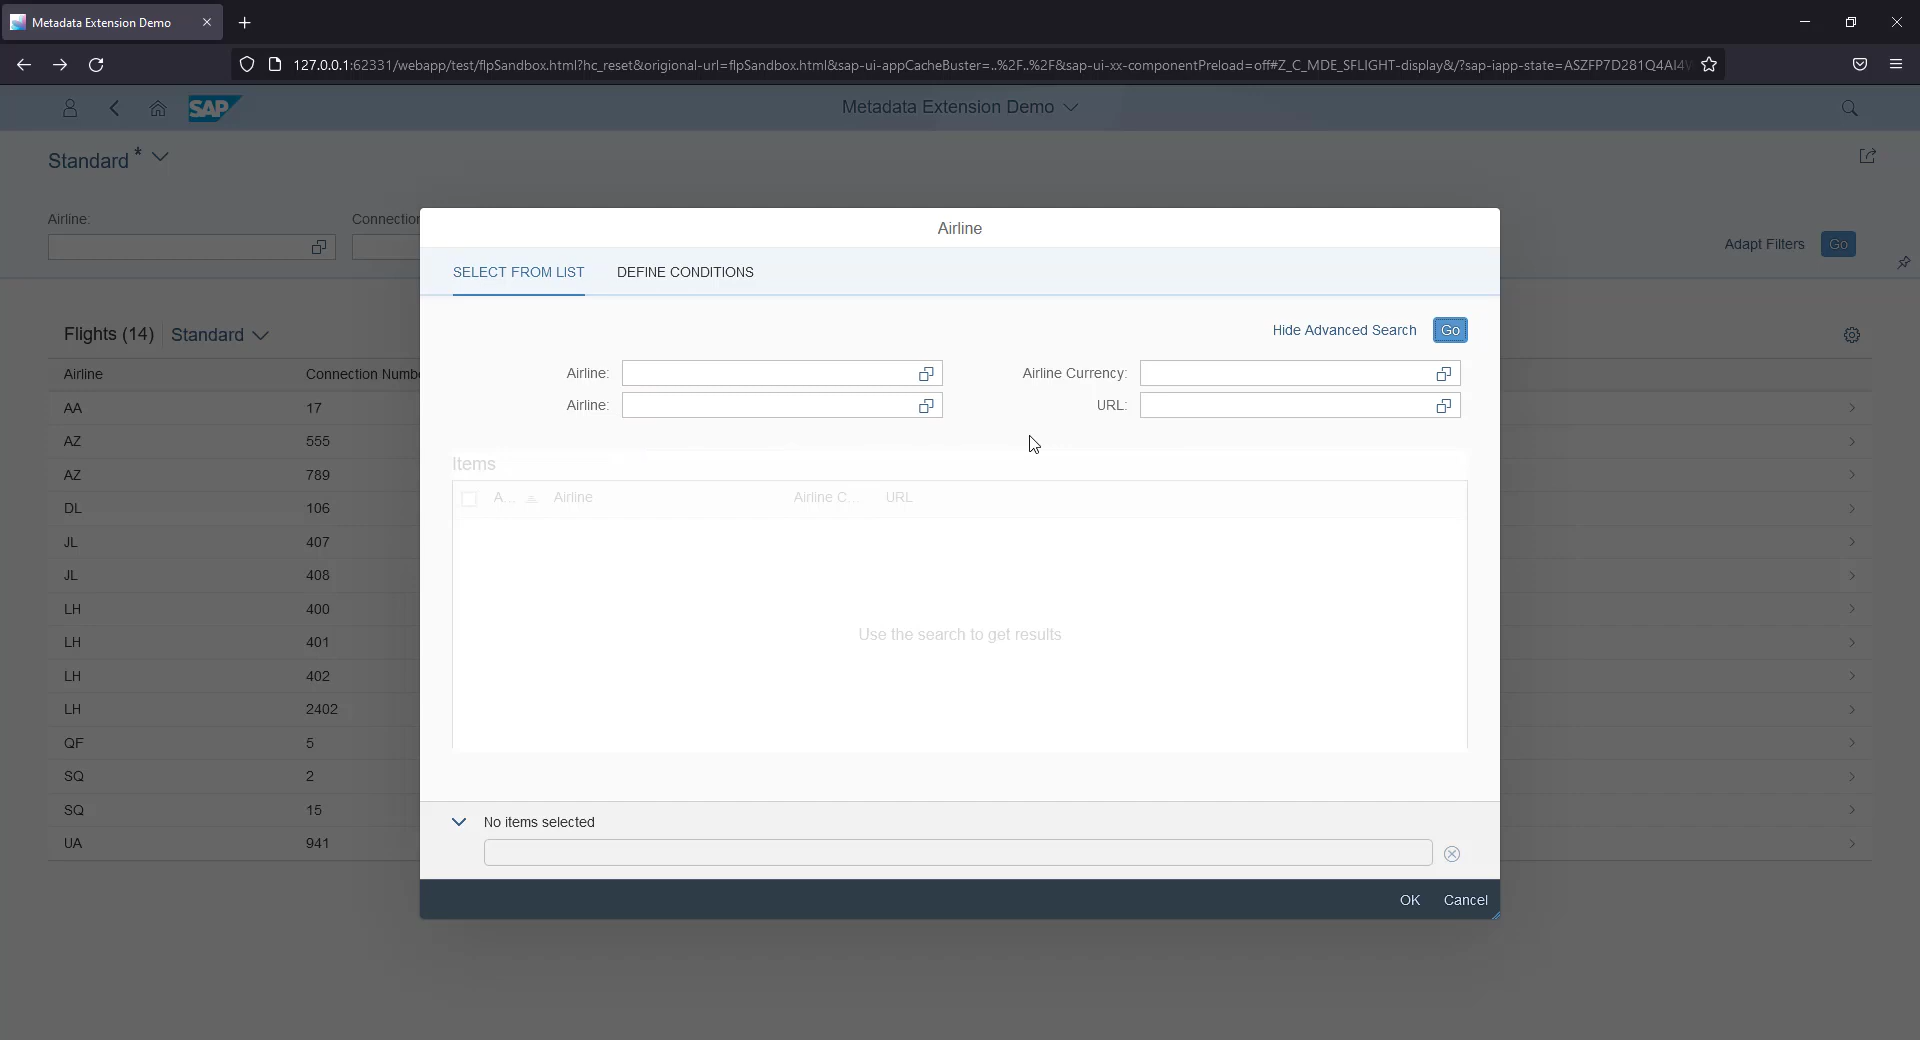 Metadata Extension Demo
127.0.0.1:62331/webapp/test/flpSandbox.html?hc_reset&origional-url=flpSandbox.html&sap-ui-appCacheBuster=..%2F..%2F&sap-ui-xx-componentPreload=off#Z_C_MDE_SFLIGHT-display&/?sap-iapp-state=ASZFP7D281Q4AI4
SAP
Metadata Extension Demo
Standard *
Airline:
Connection
Adapt Filters
Go
Flights (14)
Standard
Airline
Connection Numbe
AA
17
AZ
555
AZ
789
DL
106
JL
407
JL
408
LH
400
LH
401
LH
402
LH
2402
QF
5
SQ
2
SQ
15
UA
941
Airline
SELECT FROM LIST
DEFINE CONDITIONS
Hide Advanced Search
Go
Airline:
Airline Currency:
Airline:
URL:
Items
A...
Airline
Airline C...
URL
Use the search to get results
No items selected
OK
Cancel